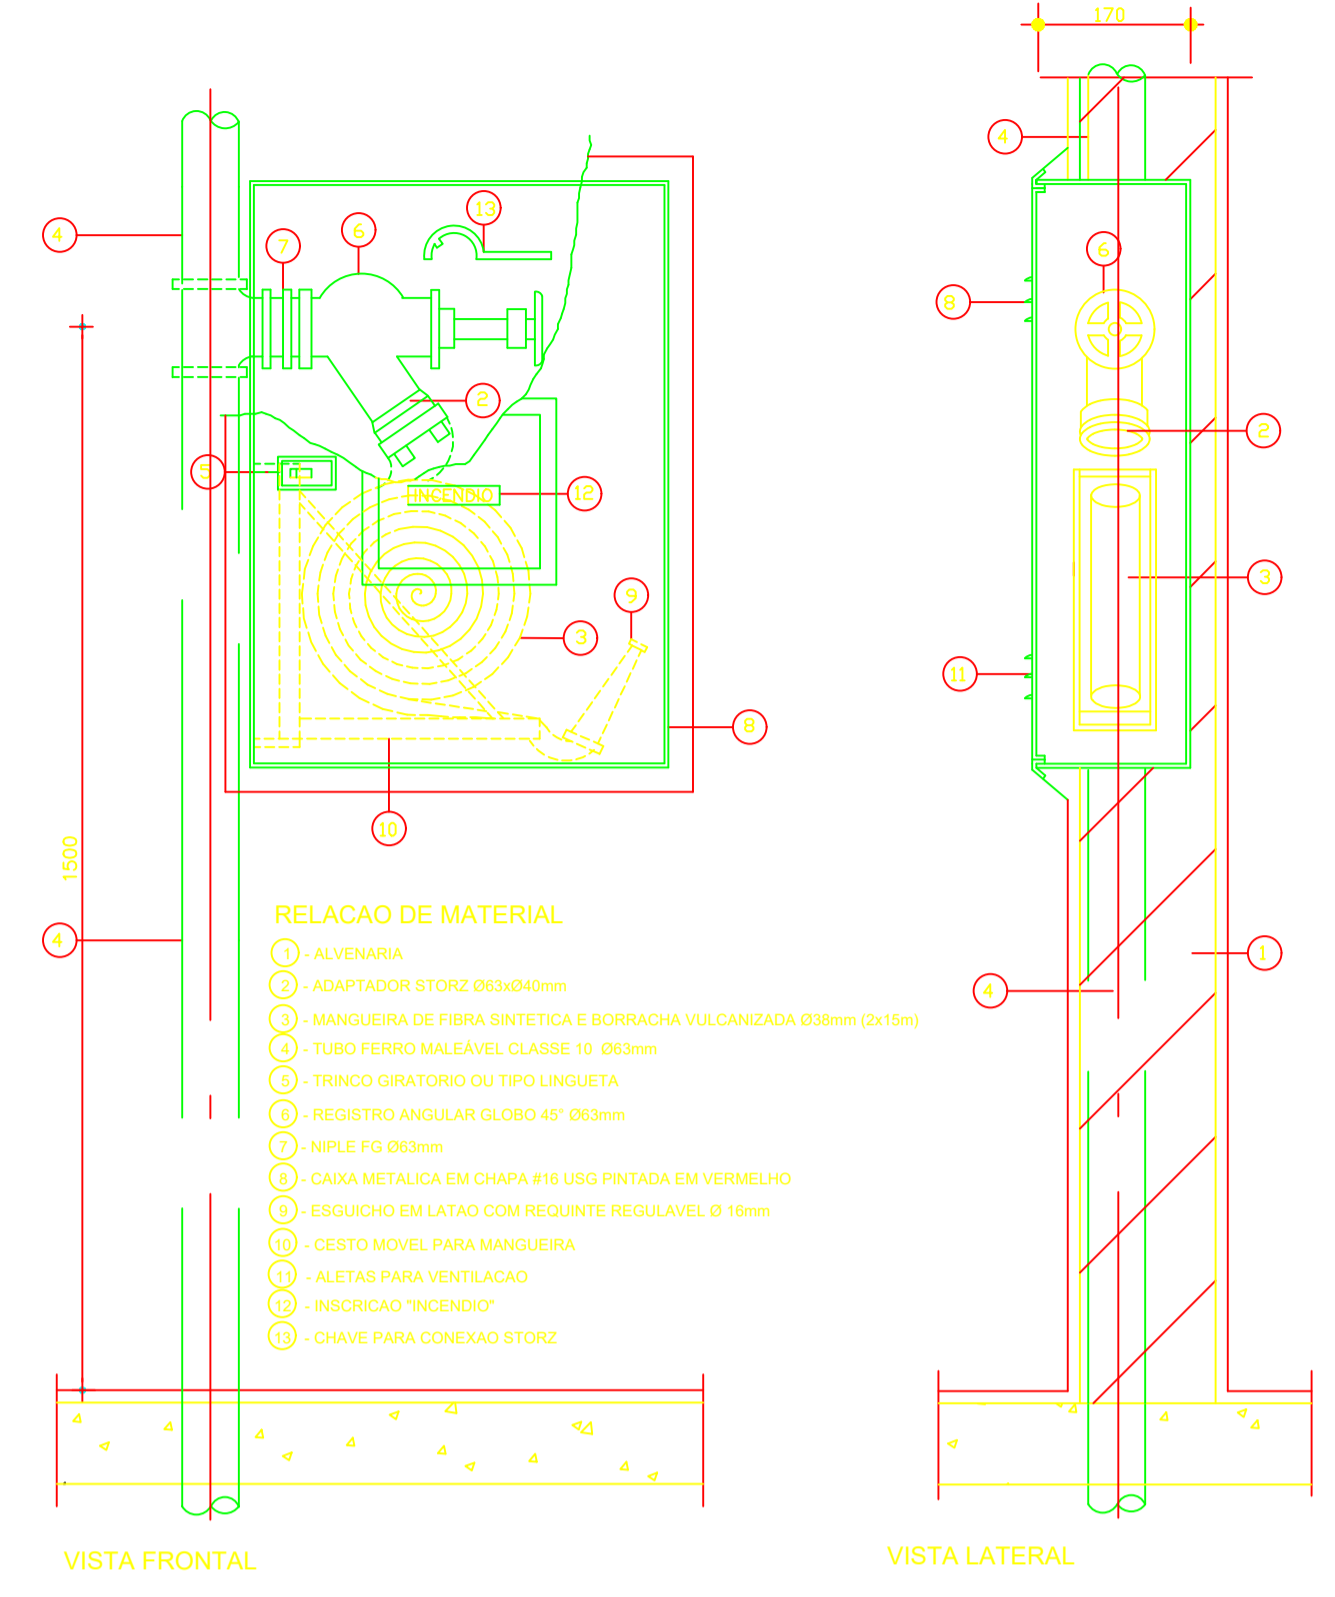 170
4
13
7
6
4
6
8
2
2
5
INCENDIO
12
3
9
3
11
8
10
1500
4
RELACAO DE MATERIAL
1 - ALVENARIA
2 - ADAPTADOR STORZ Ø63xØ40mm
3 - MANGUEIRA DE FIBRA SINTETICA E BORRACHA VULCANIZADA Ø38mm (2x15m)
4 - TUBO FERRO MALEÁVEL CLASSE 10 Ø63mm
5 - TRINCO GIRATORIO OU TIPO LINGUETA
6 - REGISTRO ANGULAR GLOBO 45° Ø63mm
7 - NIPLE FG Ø63mm
8 - CAIXA METALICA EM CHAPA #16 USG PINTADA EM VERMELHO
9 - ESGUICHO EM LATAO COM REQUINTE REGULAVEL Ø 16mm
10 - CESTO MOVEL PARA MANGUEIRA
11 - ALETAS PARA VENTILACAO
12 - INSCRICAO "INCENDIO"
13 - CHAVE PARA CONEXAO STORZ
1
4
4
VISTA FRONTAL
VISTA LATERAL